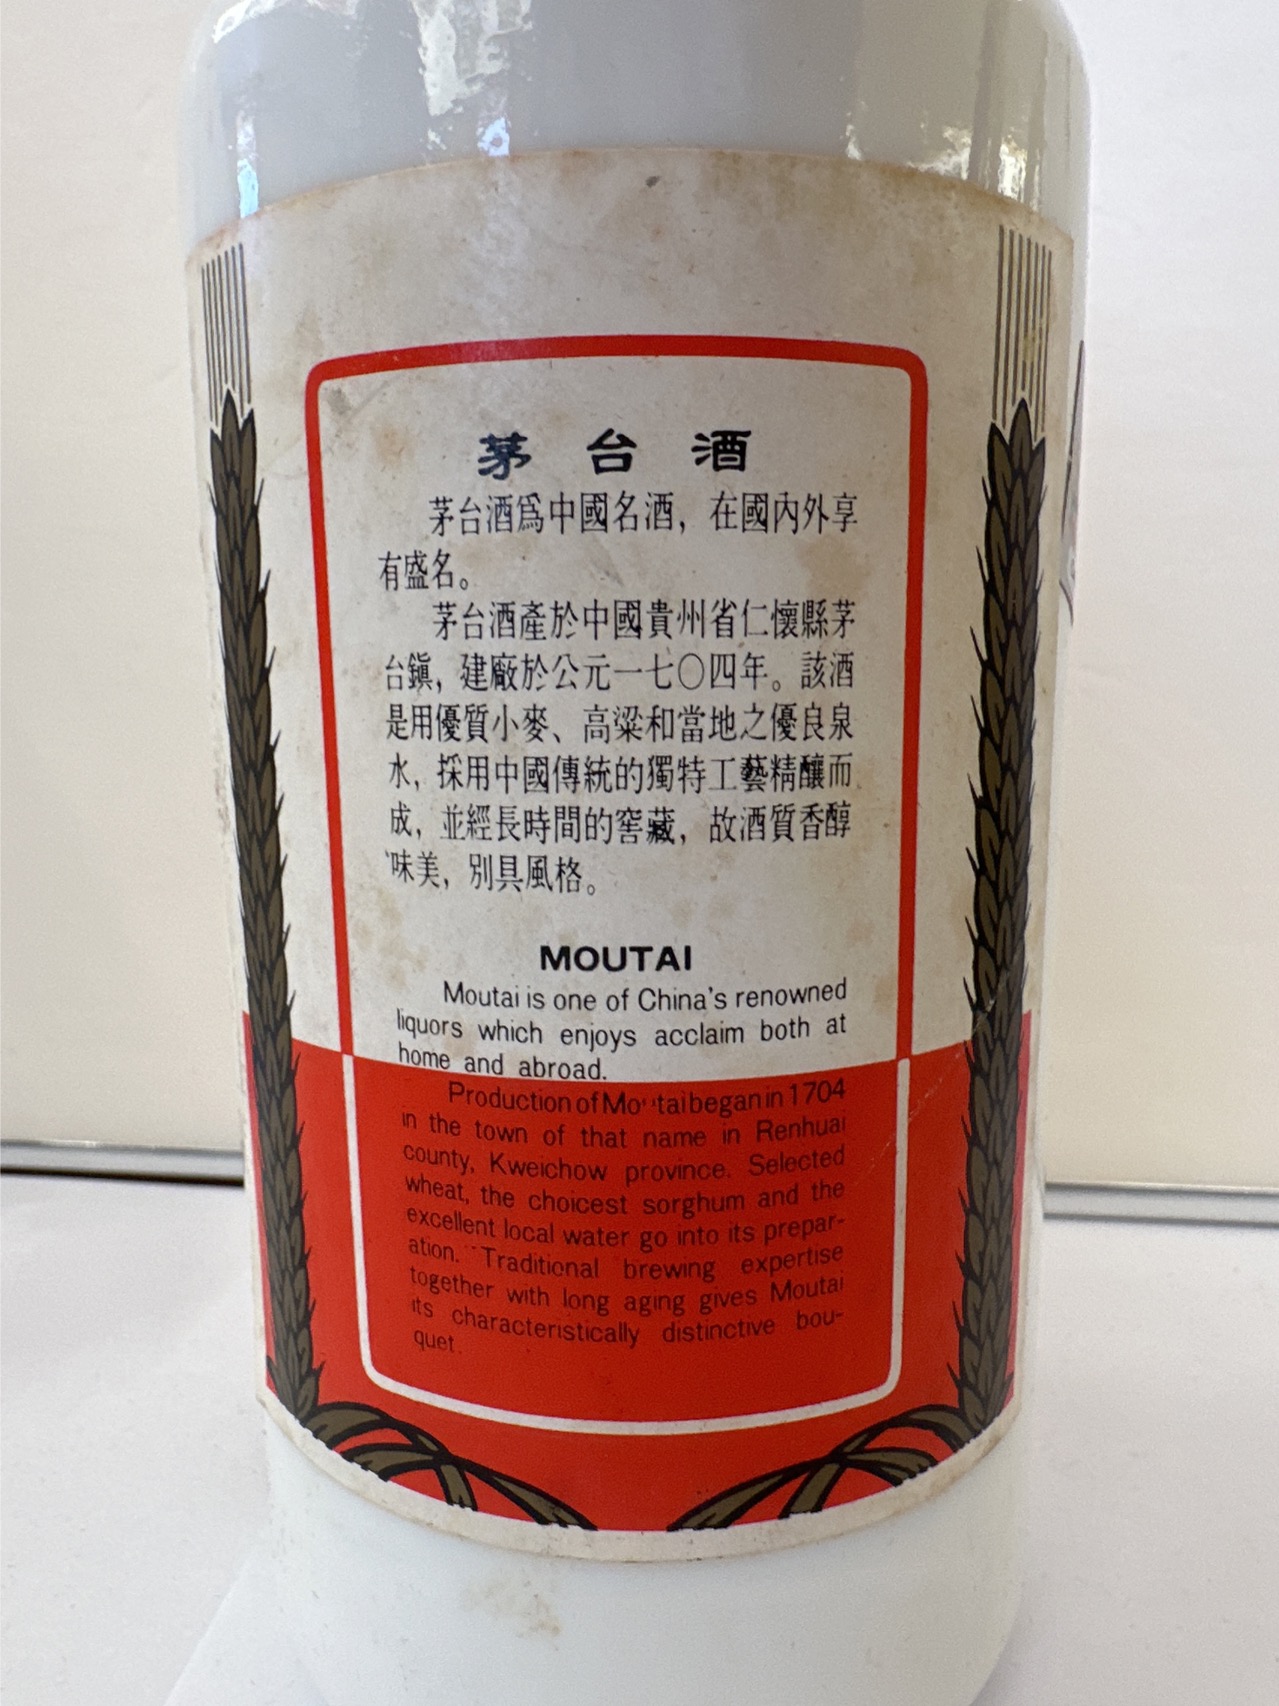 茅台酒
茅台酒爲中國名酒，在國內外享
有盛名。
茅台酒產於中國貴州省仁懷縣茅
台鎭，建廠於公元一七〇四年。該酒
是用優質小麥、高粱和當地之優良泉
水，採用中國傳統的獨特工藝精釀而
成，並經長時間的窖藏，故酒質香醇
味美，別具風格。
MOUTAI
Moutai is one of China's renowned
liquors which enjoys acclaim both at
home and abroad.
Production of Moutai began in 1704
in the town of that name in Renhuai
county, Kweichow province. Selected
wheat, the choicest sorghum and the
excellent local water go into its prepar-
ation. Traditional brewing expertise
together with long aging gives Moutai
its characteristically distinctive bou-
quet.